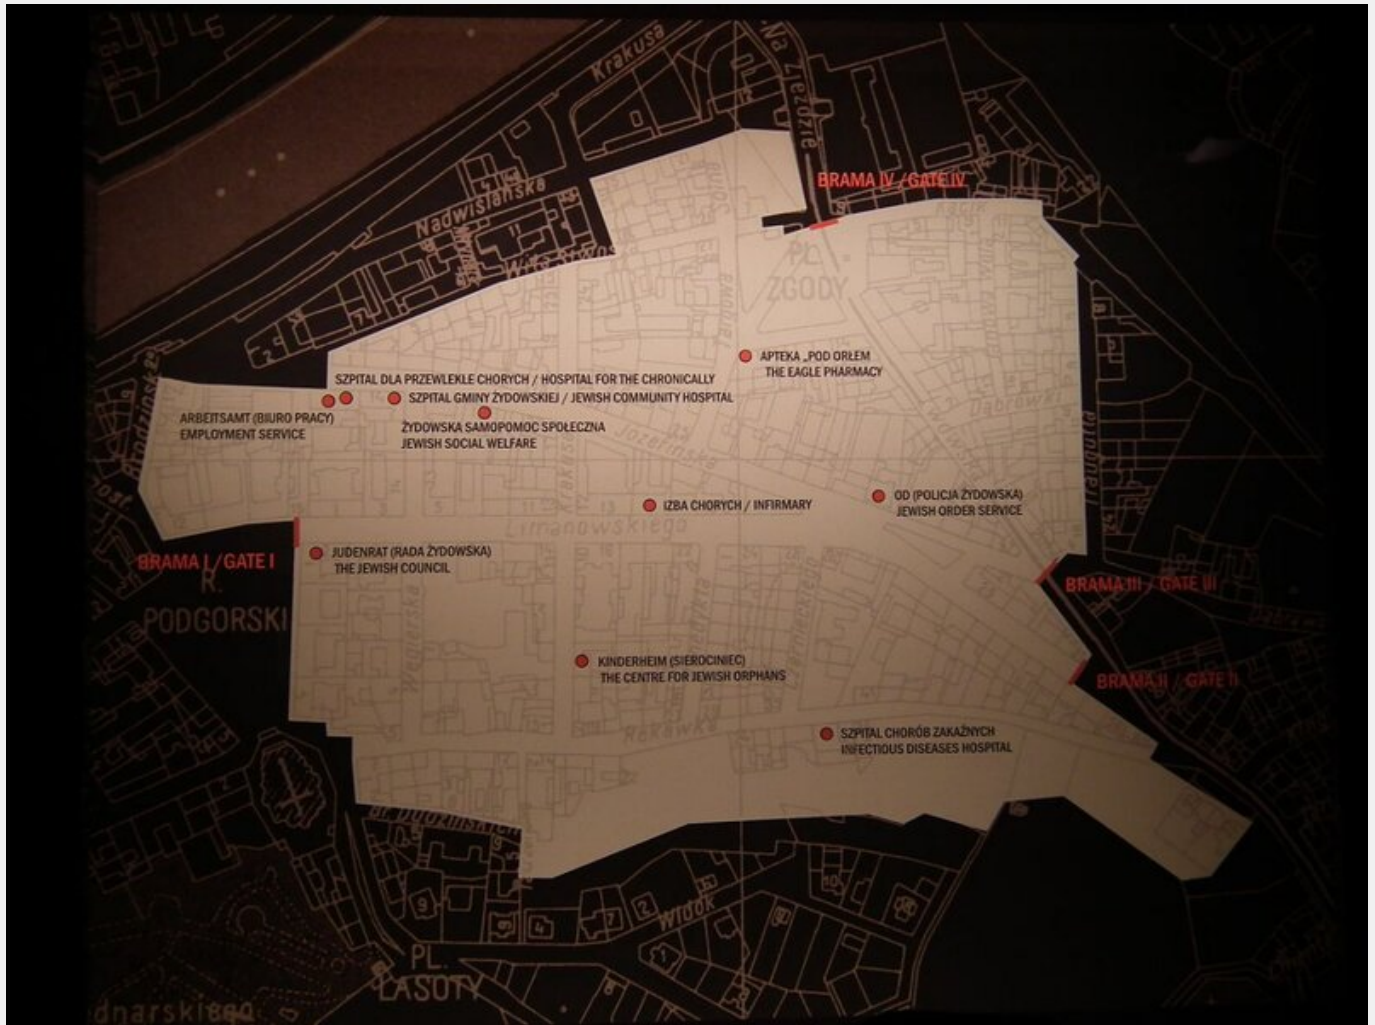 Krakusa
Na Zjeździe
Nadwiślańska
BRAMA IV / GATE IV
PL.
ZGODY
APTEKA „POD ORŁEM
THE EAGLE PHARMACY
SZPITAL DLA PRZEWLEKLE CHORYCH / HOSPITAL FOR THE CHRONICALLY
SZPITAL GMINY ŻYDOWSKIEJ / JEWISH COMMUNITY HOSPITAL
ARBEITSAMT (BIURO PRACY)
EMPLOYMENT SERVICE
ŻYDOWSKA SAMOPOMOC SPOŁECZNA
JEWISH SOCIAL WELFARE
Dąbrówki
Józefińska
Krakusa
OD (POLICJA ŻYDOWSKA)
JEWISH ORDER SERVICE
IZBA CHORYCH / INFIRMARY
Limanowskiego
BRAMA I / GATE I
JUDENRAT (RADA ŻYDOWSKA)
THE JEWISH COUNCIL
R.
PODGORSKI
BRAMA III / GATE III
Węgierska
KINDERHEIM (SIEROCINIEC)
THE CENTRE FOR JEWISH ORPHANS
BRAMA II / GATE II
Rękawka
SZPITAL CHORÓB ZAKAŹNYCH
INFECTIOUS DISEASES HOSPITAL
Widok
PL.
LASOTY
dnarskiego